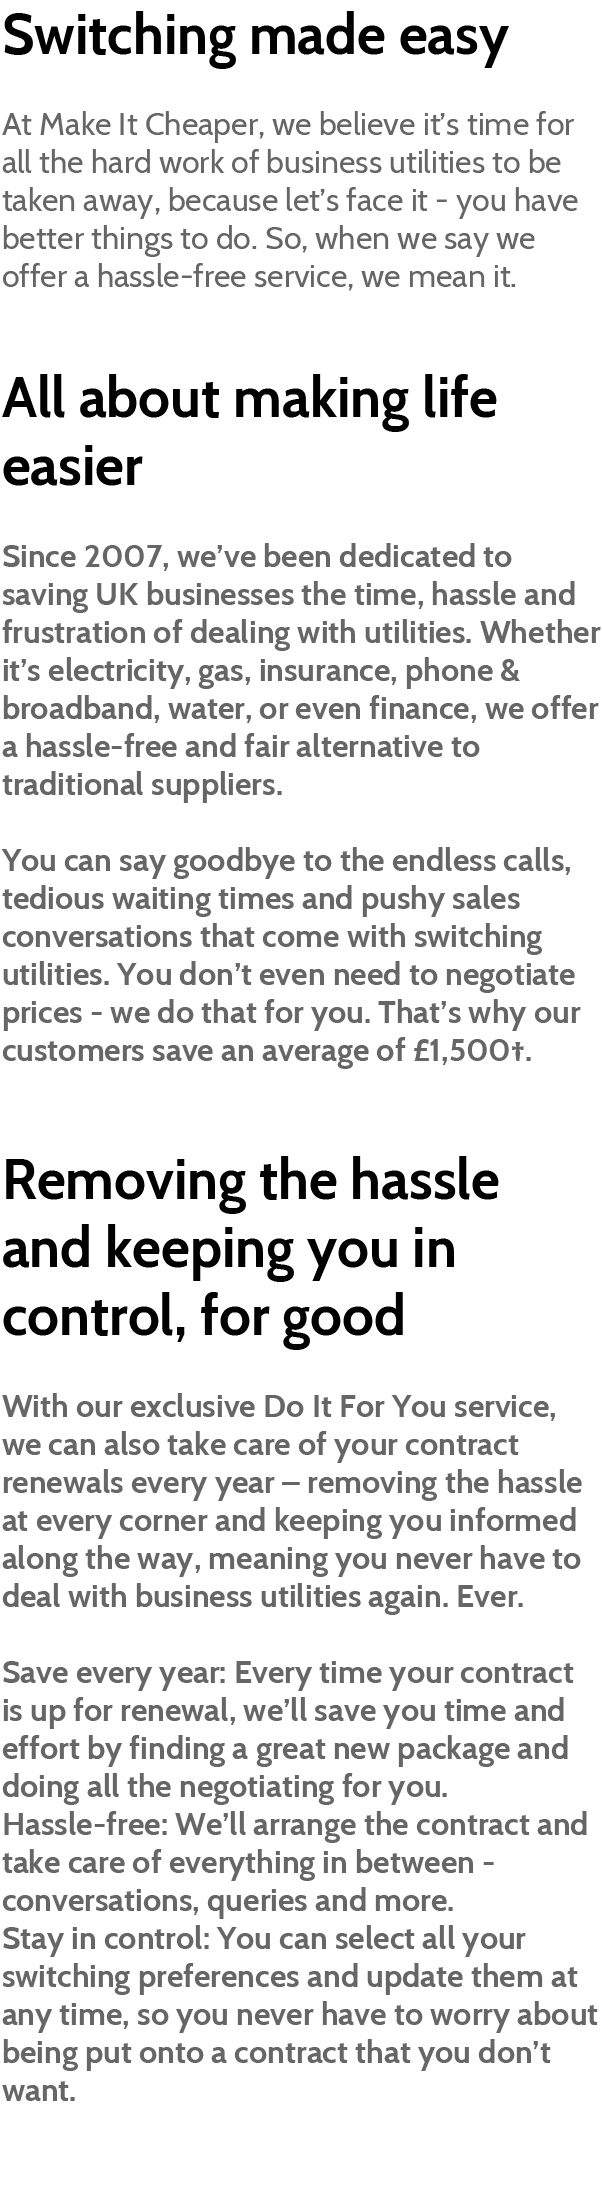 Switching made easy
At Make It Cheaper, we believe it’s time for
all the hard work of business utilities to be
taken away, because let’s face it - you have
better things to do. So, when we say we
offer a hassle-free service, we mean it.
All about making life
easier
Since 2007, we’ve been dedicated to
saving UK businesses the time, hassle and
frustration of dealing with utilities. Whether
it’s electricity, gas, insurance, phone &
broadband, water, or even finance, we offer
a hassle-free and fair alternative to
traditional suppliers.
You can say goodbye to the endless calls,
tedious waiting times and pushy sales
conversations that come with switching
utilities. You don’t even need to negotiate
prices - we do that for you. That’s why our
customers save an average of £1,500†.
Removing the hassle
and keeping you in
control, for good
With our exclusive Do It For You service,
we can also take care of your contract
renewals every year – removing the hassle
at every corner and keeping you informed
along the way, meaning you never have to
deal with business utilities again. Ever.
Save every year: Every time your contract
is up for renewal, we’ll save you time and
effort by finding a great new package and
doing all the negotiating for you.
Hassle-free: We’ll arrange the contract and
take care of everything in between -
conversations, queries and more.
Stay in control: You can select all your
switching preferences and update them at
any time, so you never have to worry about
being put onto a contract that you don’t
want.